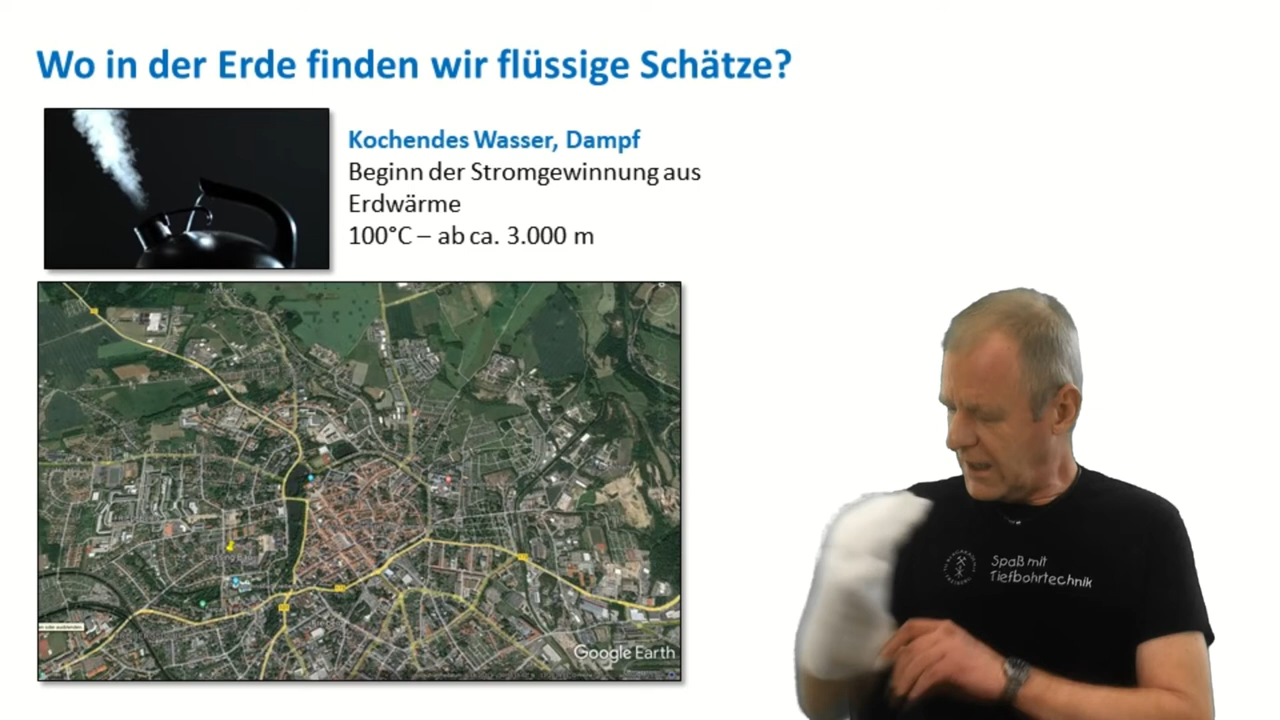 Wo in der Erde finden wir flüssige Schätze?
Kochendes Wasser, Dampf
Beginn der Stromgewinnung aus
Erdwärme
100°C – ab ca. 3.000 m
Google Earth
Spaß mit
Tiefbohrtechnik